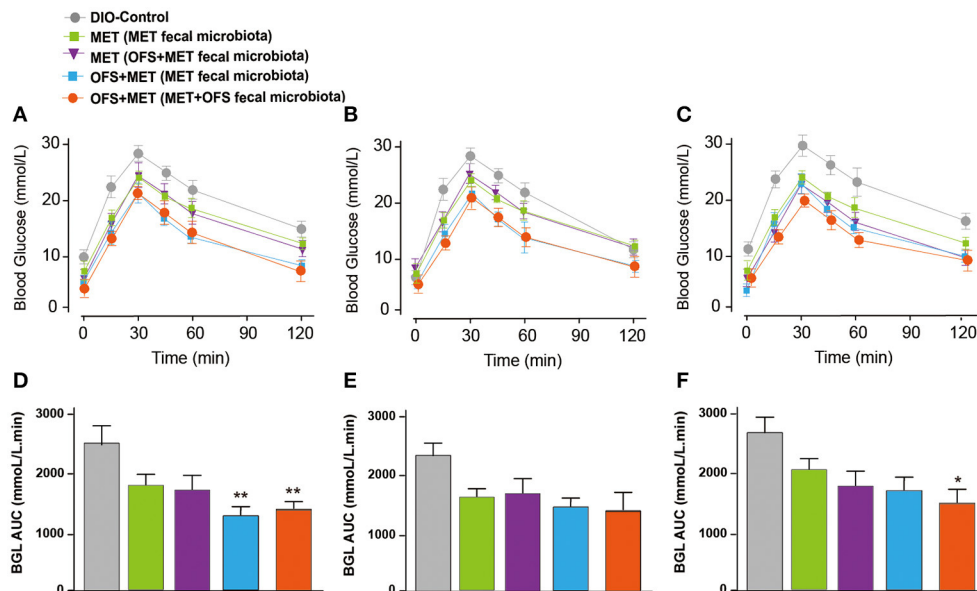 DIO-Control
MET (MET fecal microbiota)
MET (OFS+MET fecal microbiota)
OFS+MET (MET fecal microbiota)
OFS+MET (MET+OFS fecal microbiota)
A
Blood Glucose (mmol/L)
30
20
10
0
0 30 60 90 120
Time (min)
B
Blood Glucose (mmol/L)
30
20
10
0
0 30 60 90 120
Time (min)
C
Blood Glucose (mmol/L)
30
20
10
0
0 30 60 90 120
Time (min)
D
BGL AUC (mmoL/L.min)
3000
2000
1000
0
** **
E
BGL AUC (mmoL/L.min)
3000
2000
1000
0
F
BGL AUC (mmoL/L.min)
3000
2000
1000
0
*